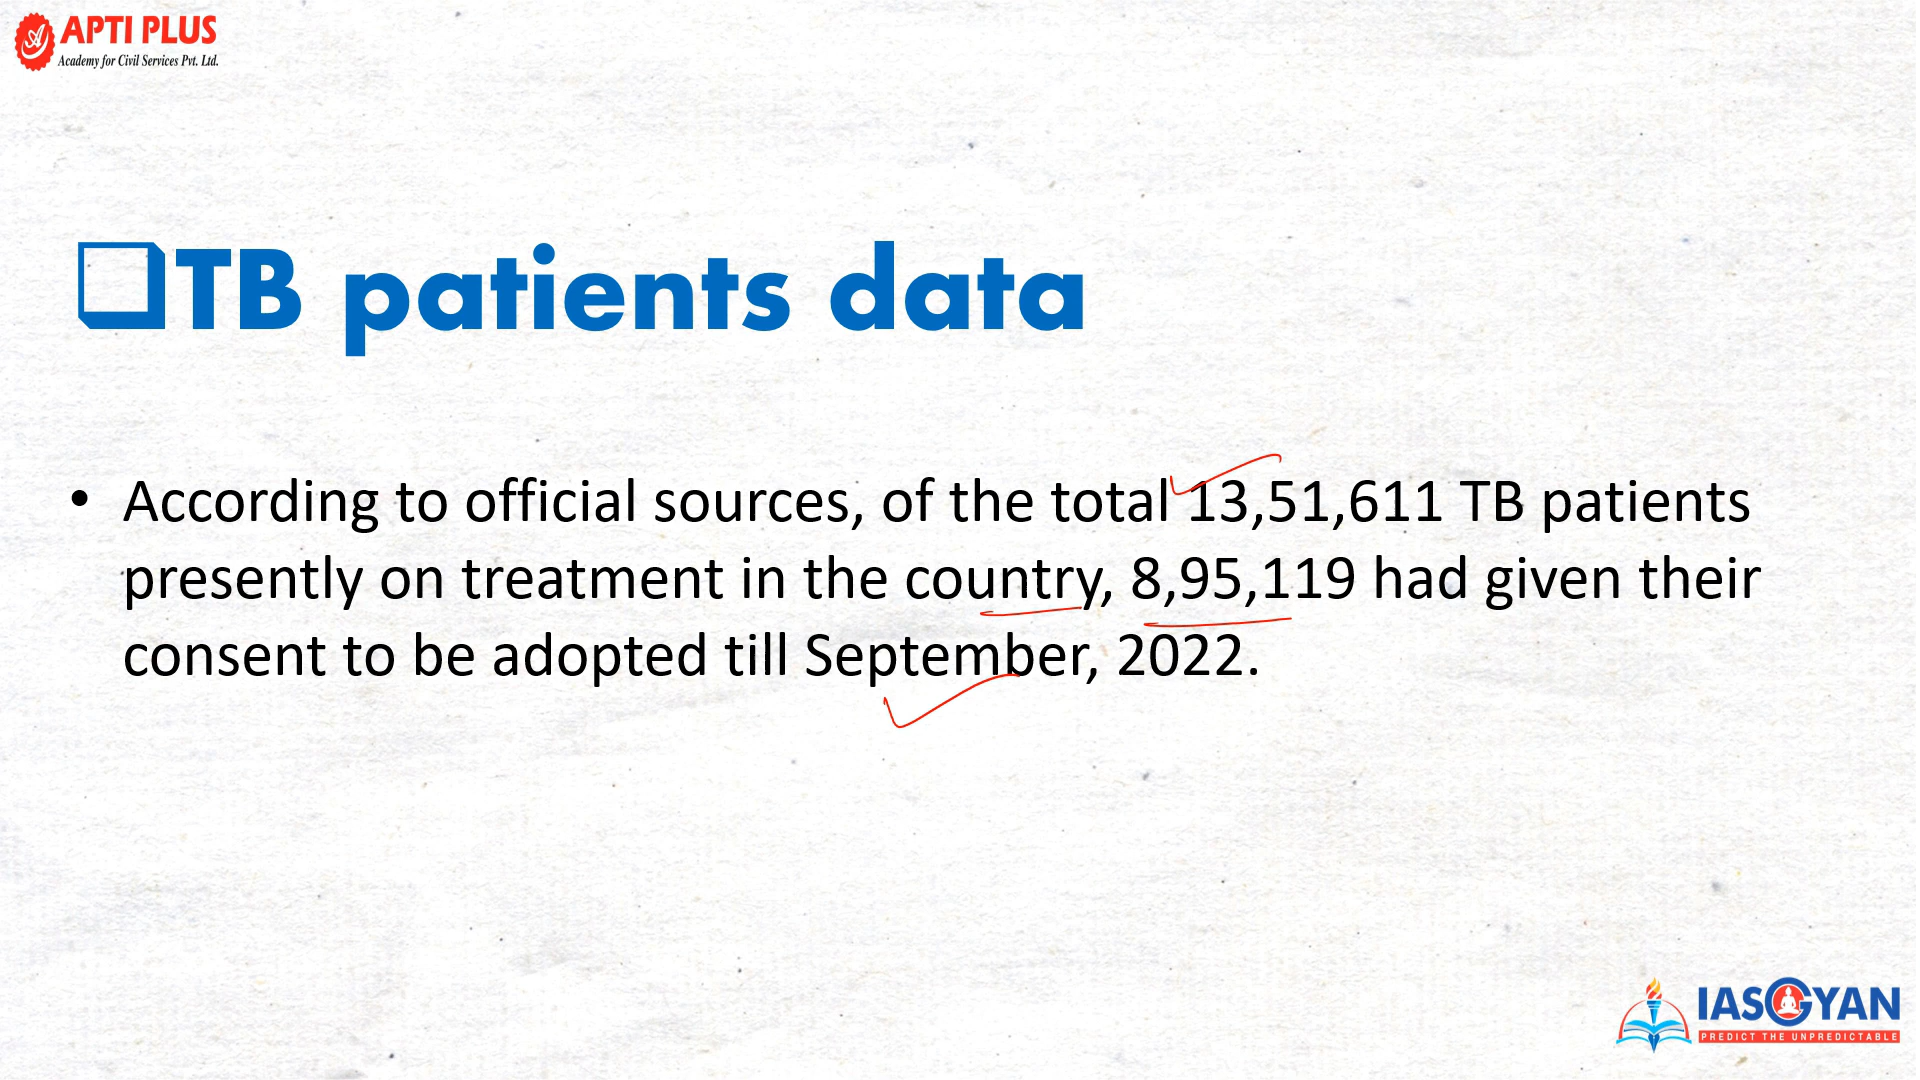 APTI PLUS
Academy for Civil Services Pvt. Ltd.
TB patients data
• According to official sources, of the total 13,51,611 TB patients
presently on treatment in the country, 8,95,119 had given their
consent to be adopted till September, 2022.
IASGYAN
PREDICT THE UNPREDICTABLE